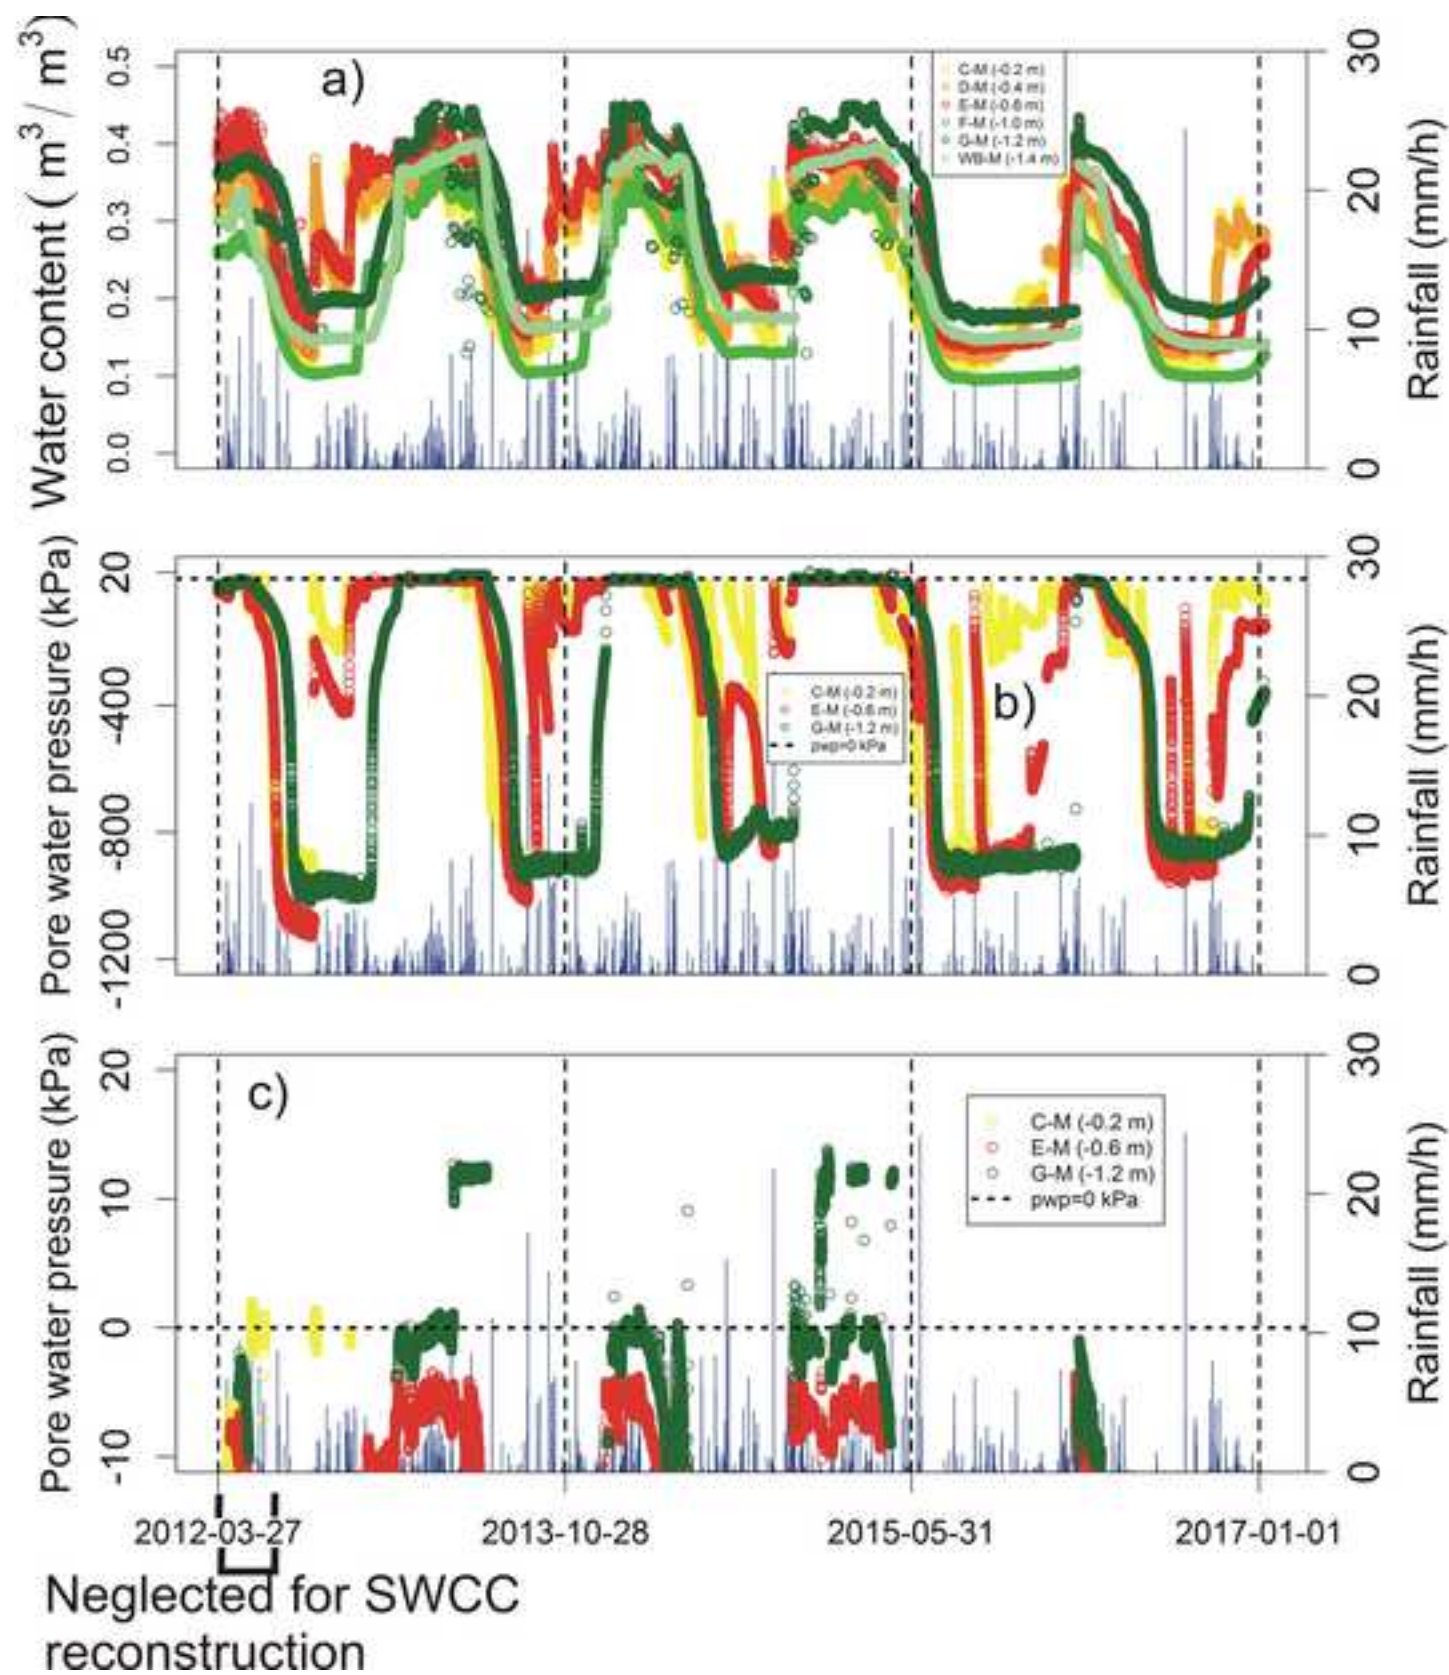 Water content ( m³ / m³)
0.0 0.1 0.2 0.3 0.4 0.5
a)
C-M (-0.2 m)
D-M (-0.4 m)
E-M (-0.6 m)
F-M (-1.0 m)
G-M (-1.2 m)
WB-M (-1.4 m)
0 10 20 30
Rainfall (mm/h)
Pore water pressure (kPa)
-1200 -800 -400 20
b)
C-M (-0.2 m)
E-M (-0.6 m)
G-M (-1.2 m)
pwp=0 kPa
0 10 20 30
Rainfall (mm/h)
Pore water pressure (kPa)
-10 0 10 20
c)
C-M (-0.2 m)
E-M (-0.6 m)
G-M (-1.2 m)
pwp=0 kPa
0 10 20 30
Rainfall (mm/h)
2012-03-27 2013-10-28 2015-05-31 2017-01-01
Neglected for SWCC
reconstruction